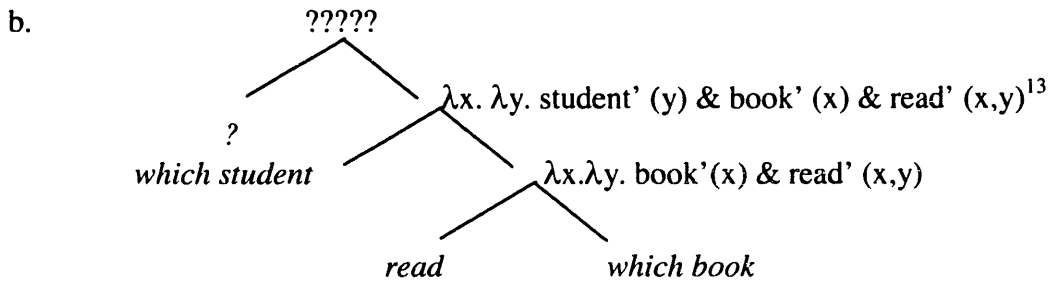 b.
?????
λx. λy. student’ (y) & book’ (x) & read’ (x,y)13
?
which student
λx.λy. book’(x) & read’ (x,y)
read
which book